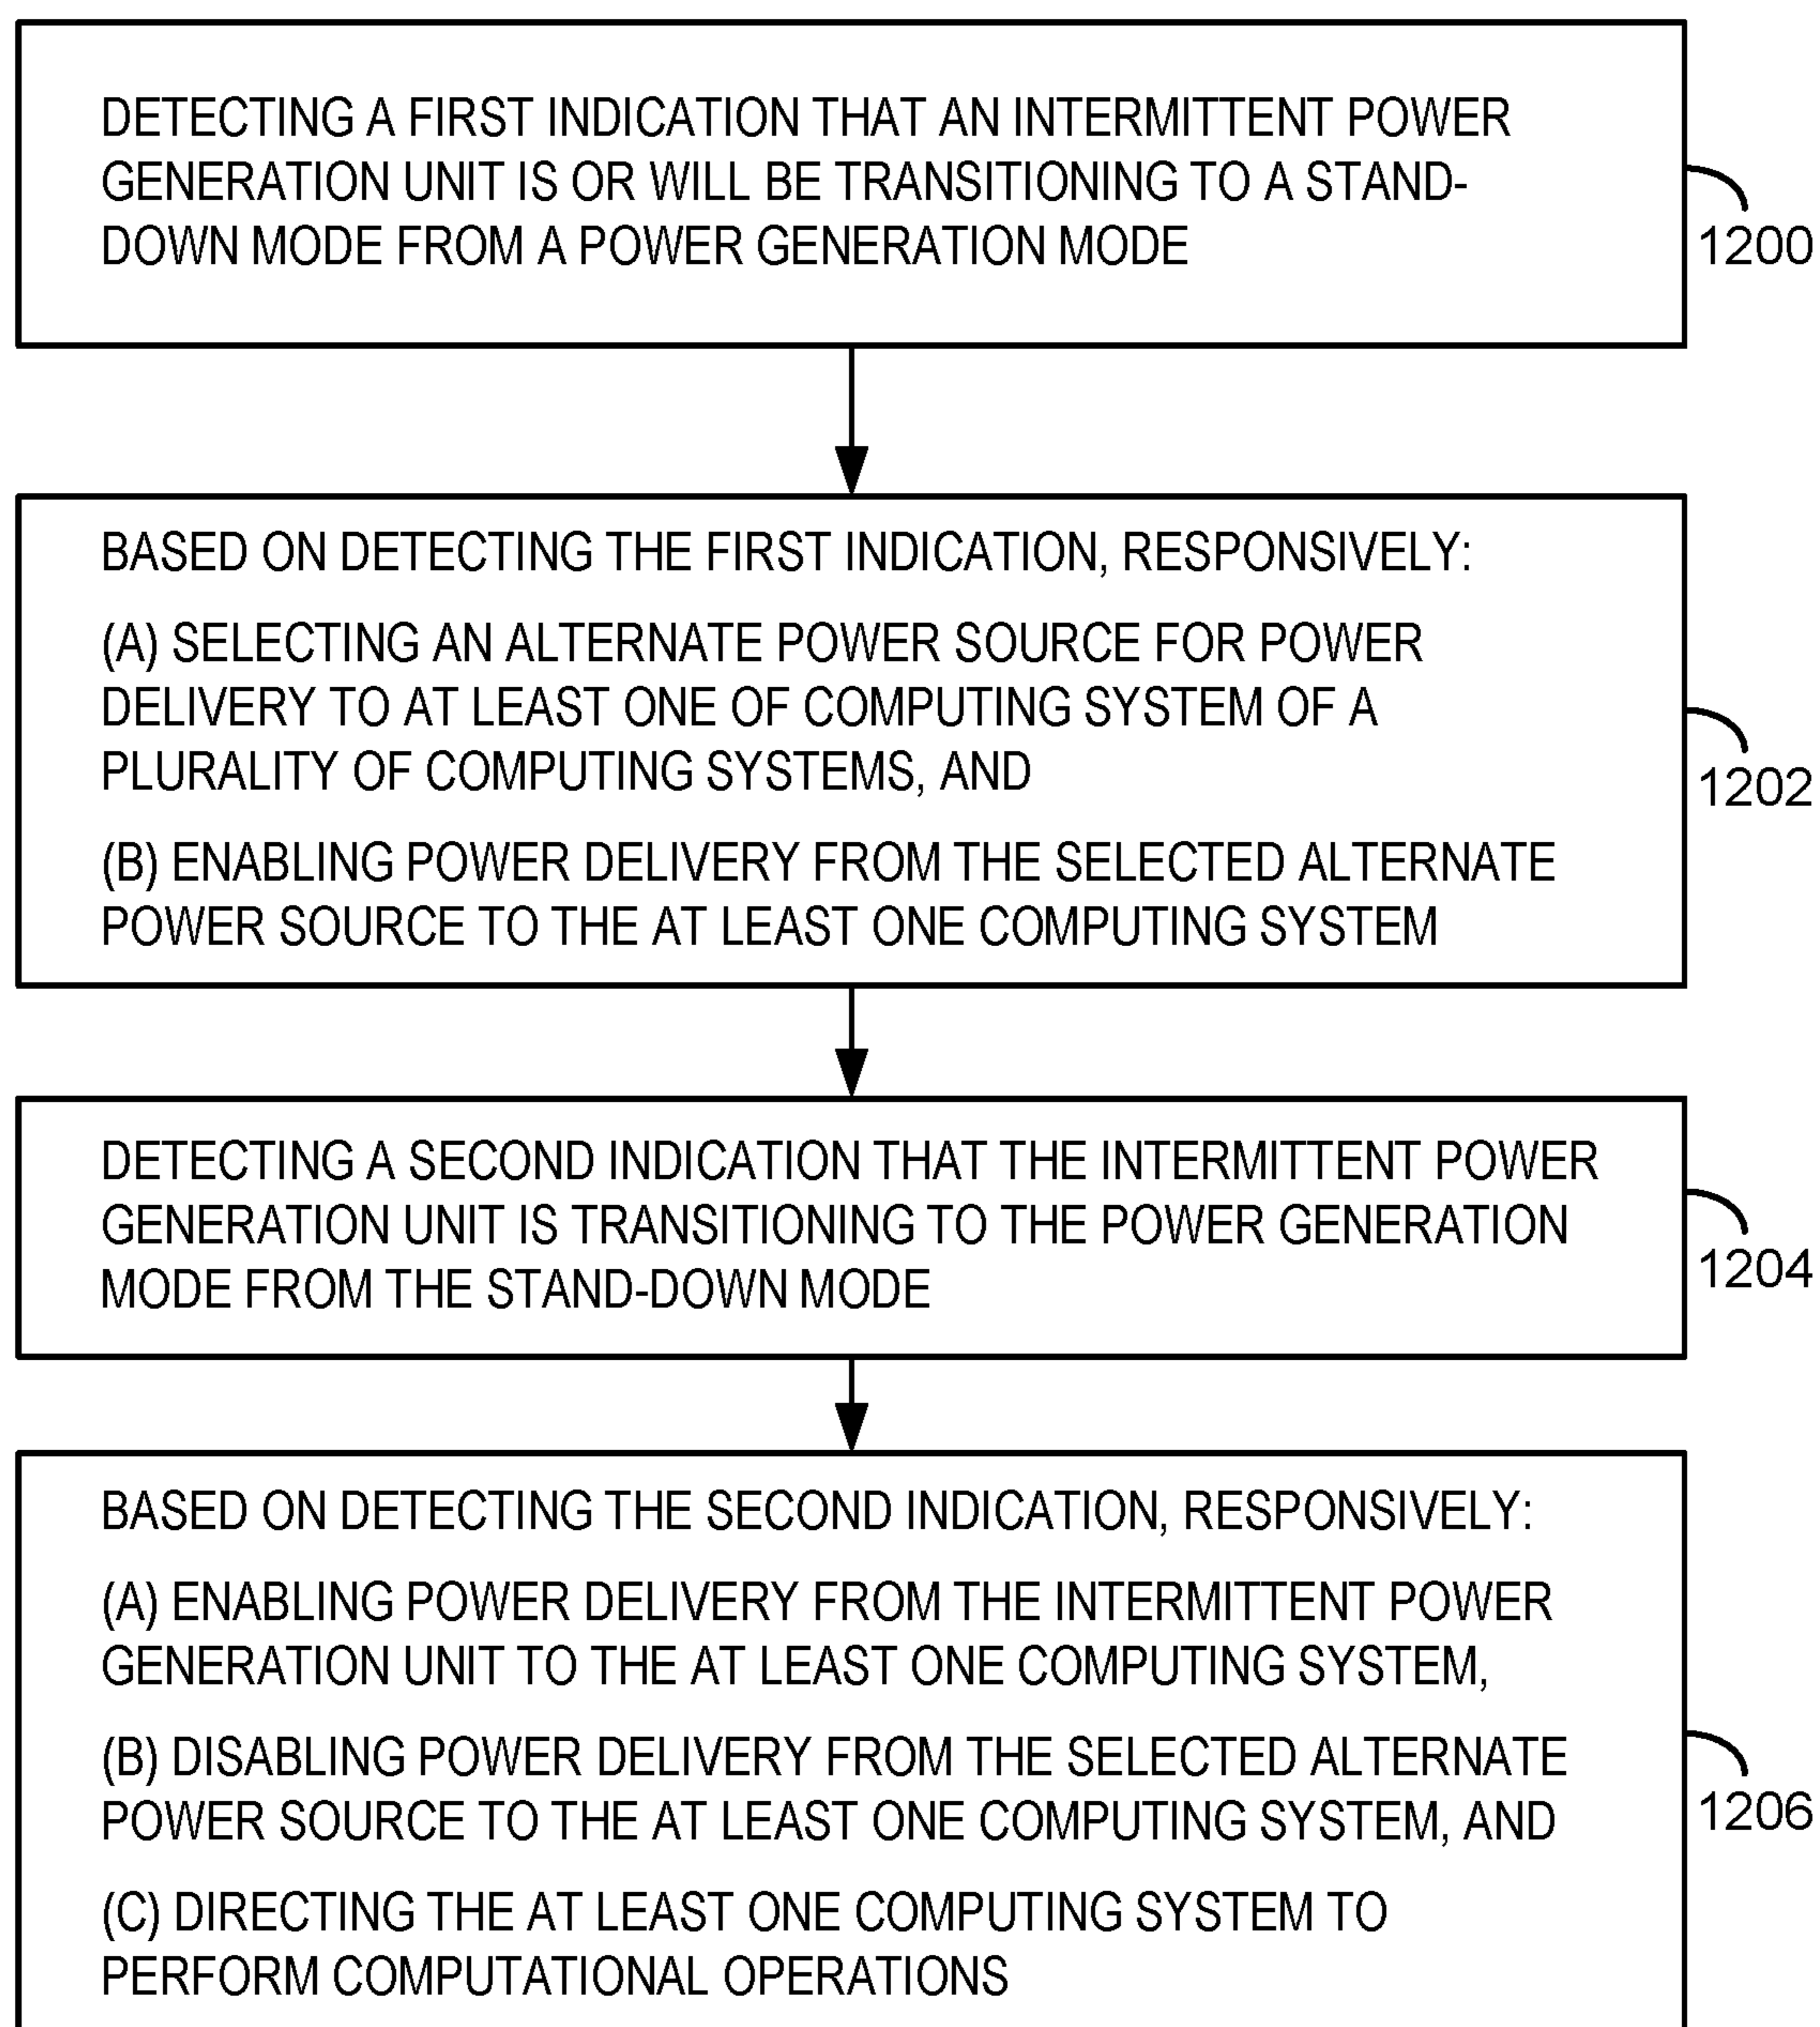 DETECTING A FIRST INDICATION THAT AN INTERMITTENT POWER
GENERATION UNIT IS OR WILL BE TRANSITIONING TO A STAND-
DOWN MODE FROM A POWER GENERATION MODE
1200
BASED ON DETECTING THE FIRST INDICATION, RESPONSIVELY:
(A) SELECTING AN ALTERNATE POWER SOURCE FOR POWER
DELIVERY TO AT LEAST ONE OF COMPUTING SYSTEM OF A
PLURALITY OF COMPUTING SYSTEMS, AND
(B) ENABLING POWER DELIVERY FROM THE SELECTED ALTERNATE
POWER SOURCE TO THE AT LEAST ONE COMPUTING SYSTEM
1202
DETECTING A SECOND INDICATION THAT THE INTERMITTENT POWER
GENERATION UNIT IS TRANSITIONING TO THE POWER GENERATION
MODE FROM THE STAND-DOWN MODE
1204
BASED ON DETECTING THE SECOND INDICATION, RESPONSIVELY:
(A) ENABLING POWER DELIVERY FROM THE INTERMITTENT POWER
GENERATION UNIT TO THE AT LEAST ONE COMPUTING SYSTEM,
(B) DISABLING POWER DELIVERY FROM THE SELECTED ALTERNATE
POWER SOURCE TO THE AT LEAST ONE COMPUTING SYSTEM, AND
(C) DIRECTING THE AT LEAST ONE COMPUTING SYSTEM TO
PERFORM COMPUTATIONAL OPERATIONS
1206